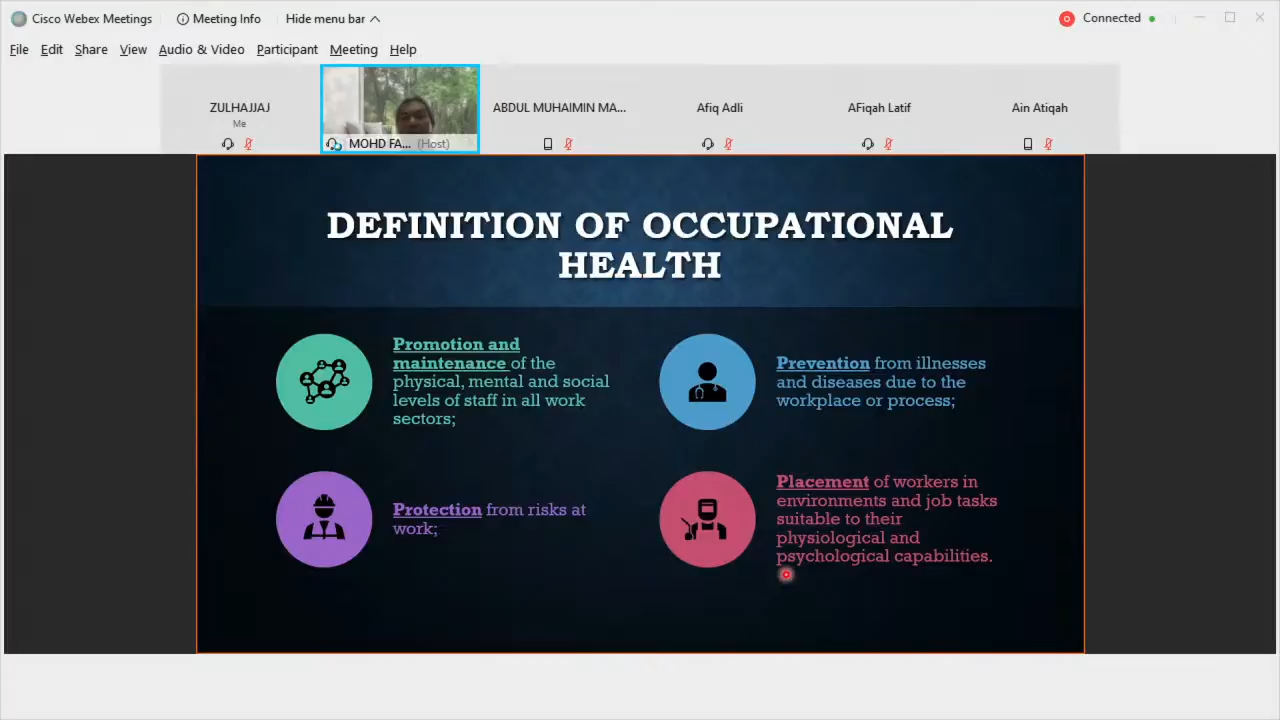 Cisco Webex Meetings
Meeting Info
Hide menu bar
Connected
File Edit Share View Audio & Video Participant Meeting Help
ZULHAJJAJ
Me
MOHD FA... (Host)
ABDUL MUHAIMIN MA...
Afiq Adli
AFiqah Latif
Ain Atiqah
DEFINITION OF OCCUPATIONAL
HEALTH
Promotion and
maintenance of the
physical, mental and social
levels of staff in all work
sectors;
Prevention from illnesses
and diseases due to the
workplace or process;
Protection from risks at
work;
Placement of workers in
environments and job tasks
suitable to their
physiological and
psychological capabilities.